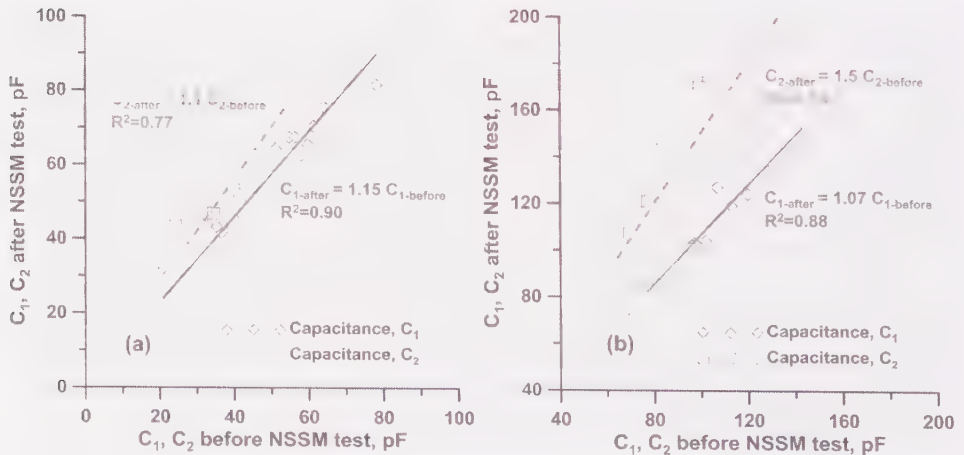 100
80
60
40
20
0
C1, C2 after NSSM test, pF
2-after C2-before
R²=0.77
C1-after = 1.15 C1-before
R²=0.90
(a)
Capacitance, C1
Capacitance, C2
0 20 40 60 80 100
C1, C2 before NSSM test, pF
200
160
120
80
40
C1, C2 after NSSM test, pF
C2-after = 1.5 C2-before
C1-after = 1.07 C1-before
R²=0.88
(b)
Capacitance, C1
Capacitance, C2
40 80 120 160 200
C1, C2 before NSSM test, pF